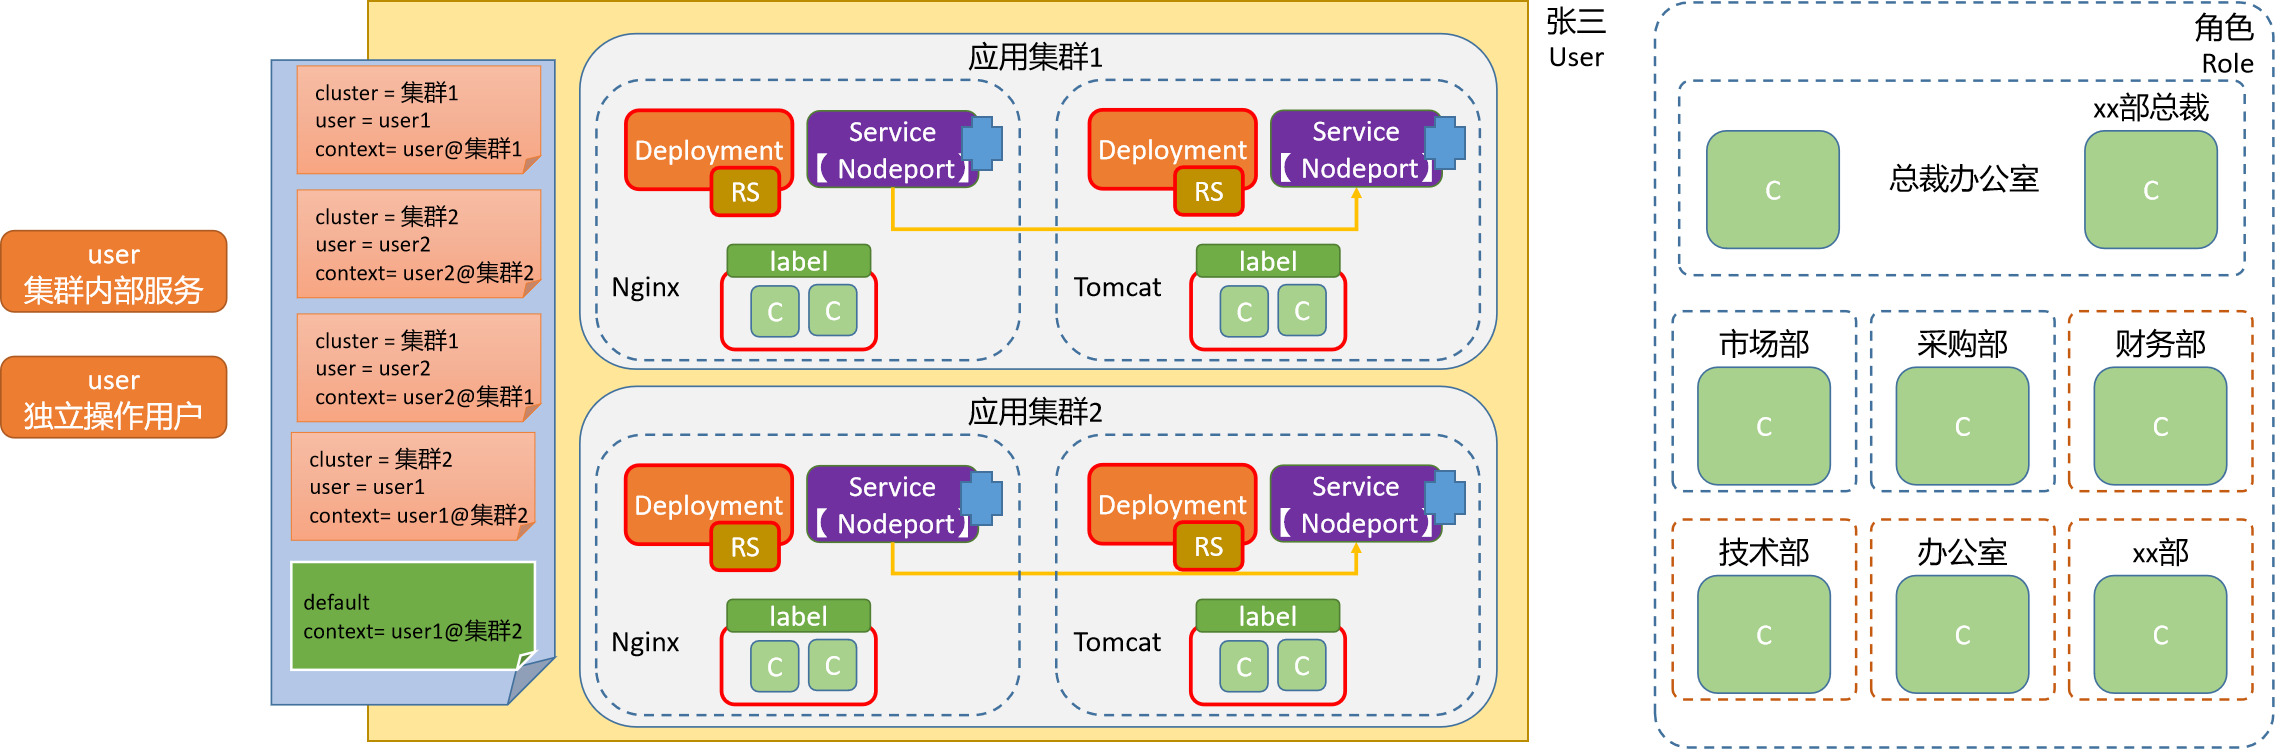 user
集群内部服务
user
独立操作用户
cluster = 集群1
user = user1
context= user@集群1
cluster = 集群2
user = user2
context= user2@集群2
cluster = 集群1
user = user2
context= user2@集群1
cluster = 集群2
user = user1
context= user1@集群2
default
context= user1@集群2
应用集群1
Deployment
RS
Service
【 Nodeport】
label
Nginx
C
C
Deployment
RS
Service
【 Nodeport】
label
Tomcat
C
C
应用集群2
Deployment
RS
Service
【 Nodeport】
label
Nginx
C
C
Deployment
RS
Service
【 Nodeport】
label
Tomcat
C
C
张三
User
角色
Role
xx部总裁
C
总裁办公室
C
市场部
C
采购部
C
财务部
C
技术部
C
办公室
C
xx部
C